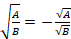 √(A/B) = − √A/√B